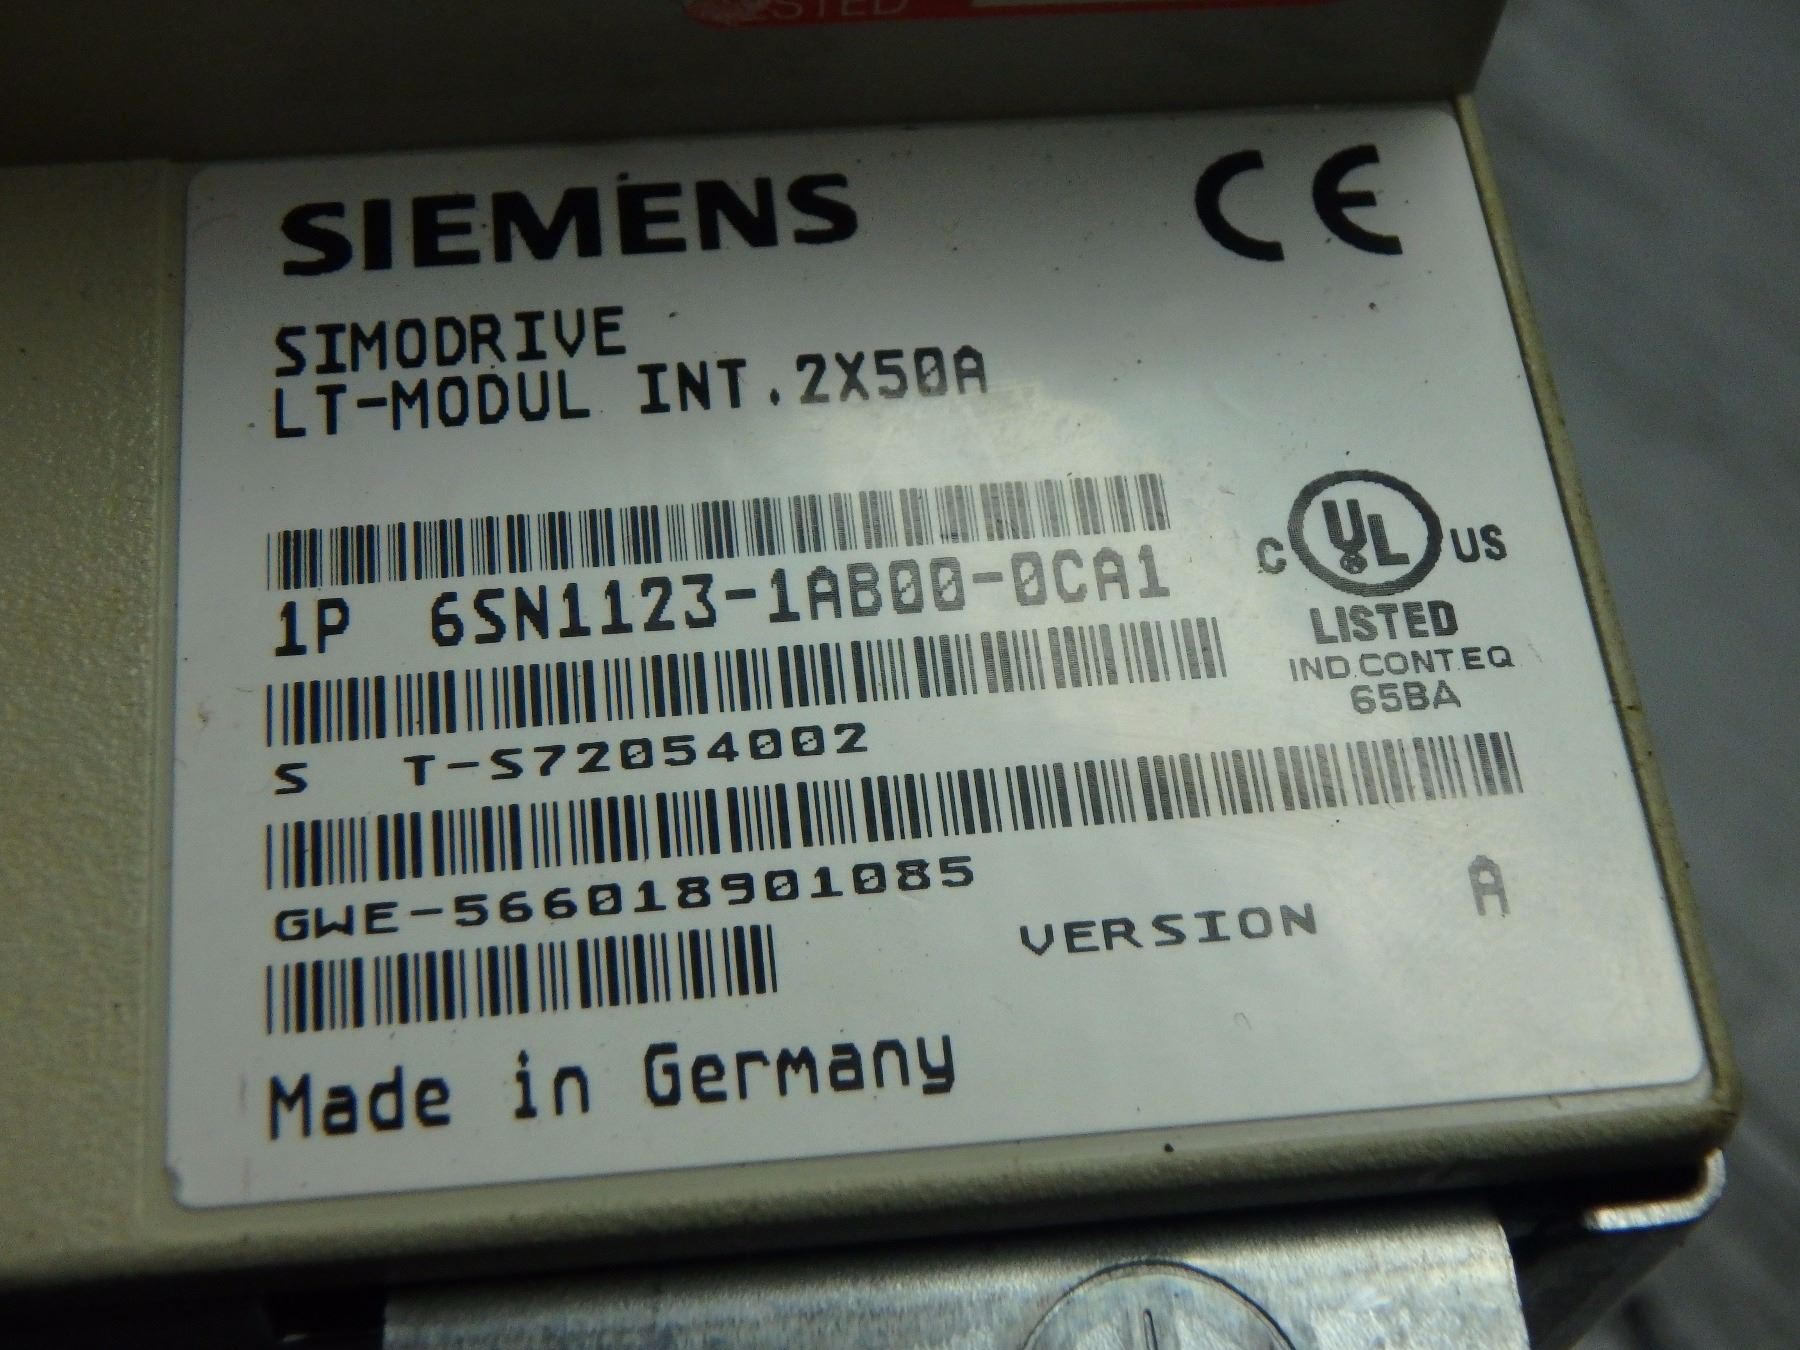 TESTED
SIEMENS CE
SIMODRIVE
LT-MODUL INT.2X50A
1P 6SN1123-1AB00-0CA1
C UL US
LISTED
IND.CONT.EQ
65BA
S T-S72054002
GWE-566018901085
VERSION A
Made in Germany